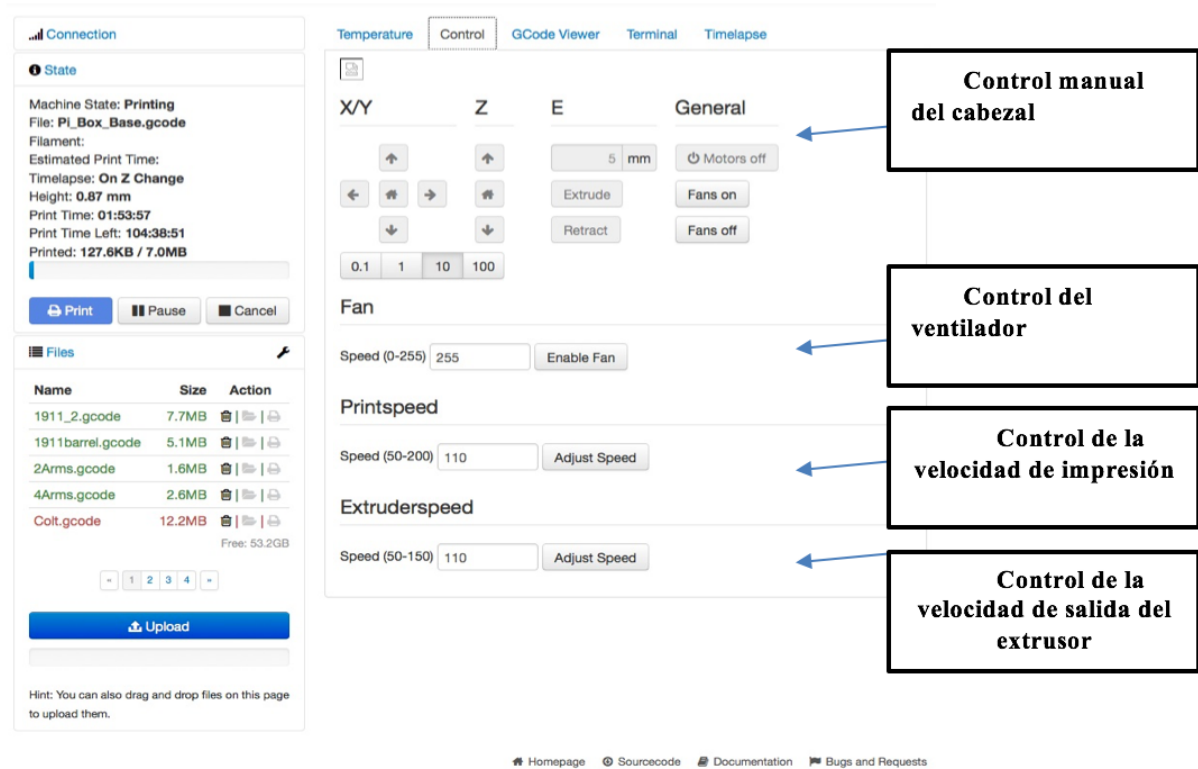 Connection
State
Machine State: Printing
File: Pi_Box_Base.gcode
Filament:
Estimated Print Time:
Timelapse: On Z Change
Height: 0.87 mm
Print Time: 01:53:57
Print Time Left: 104:38:51
Printed: 127.6KB / 7.0MB
Print Pause Cancel
Files
Name Size Action
1911_2.gcode 7.7MB | |
1911barrel.gcode 5.1MB | |
2Arms.gcode 1.6MB | |
4Arms.gcode 2.6MB | |
Colt.gcode 12.2MB | |
Free: 53.2GB
« 1 2 3 4 »
Upload
Hint: You can also drag and drop files on this page
to upload them.
Temperature Control GCode Viewer Terminal Timelapse
X/Y Z E General
5 mm Motors off
Extrude Fans on
Retract Fans off
0.1 1 10 100
Fan
Speed (0-255) 255 Enable Fan
Printspeed
Speed (50-200) 110 Adjust Speed
Extruderspeed
Speed (50-150) 110 Adjust Speed
Control manual
del cabezal
Control del
ventilador
Control de la
velocidad de impresión
Control de la
velocidad de salida del
extrusor
Homepage Sourcecode Documentation Bugs and Requests